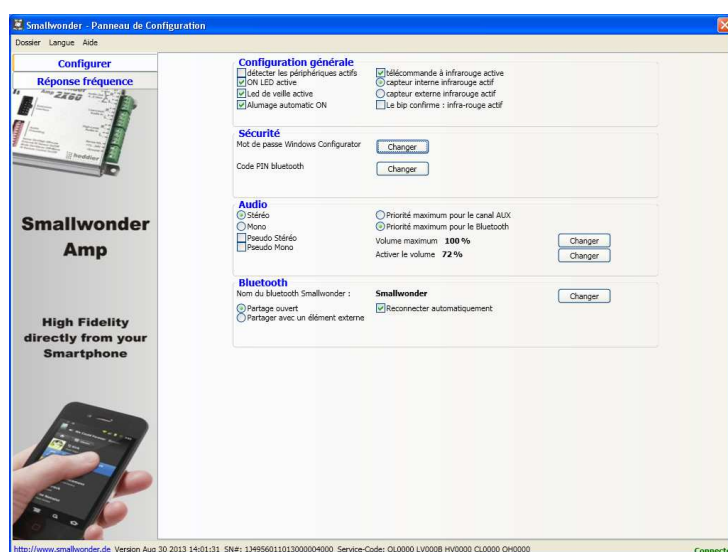 Smallwonder - Panneau de Configuration
Dossier Langue Aide
Configurer
Réponse fréquence
Amp 2X60
heddier
Smallwonder
Amp
High Fidelity
directly from your
Smartphone
Configuration générale
détecter les périphériques actifs
ON LED active
Led de veille active
Alumage automatic ON
télécommande à infrarouge active
capteur interne infrarouge actif
capteur externe infrarouge actif
Le bip confirme : infra-rouge actif
Sécurité
Mot de passe Windows Configurator Changer
Code PIN bluetooth Changer
Audio
Stéréo
Mono
Pseudo Stéréo
Pseudo Mono
Priorité maximum pour le canal AUX
Priorité maximum pour le Bluetooth
Volume maximum 100 % Changer
Activer le volume 72 % Changer
Bluetooth
Nom du bluetooth Smallwonder : Smallwonder Changer
Partage ouvert
Partager avec un élément externe
Reconnecter automatiquement
http://www.smallwonder.de Version Aug 30 2013 14:01:31 SN#: 1J4956011013000004000 Service-Code: OL0000 LV000B HV0000 CL0000 OH0000